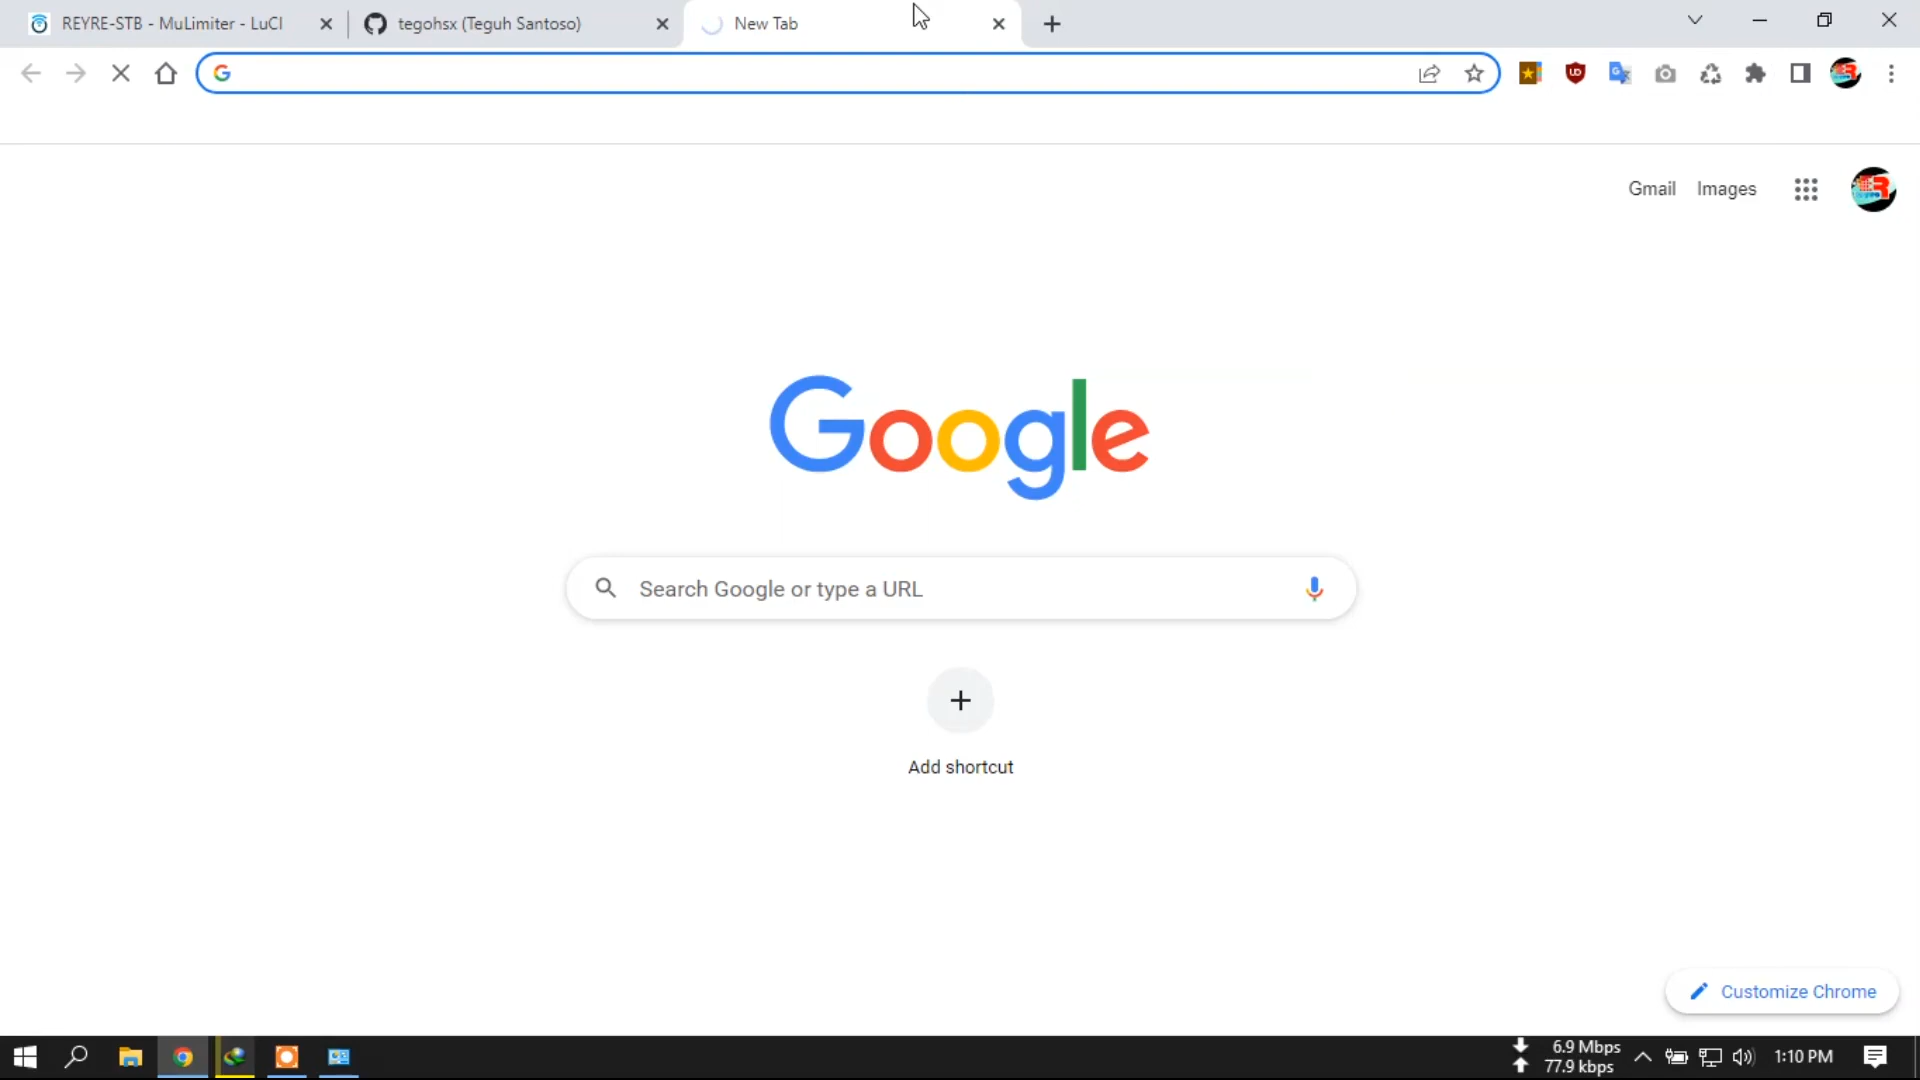 REYRE-STB - MuLimiter - LuCI
tegohsx (Teguh Santoso)
New Tab
Gmail
Images
Google
Search Google or type a URL
Add shortcut
Customize Chrome
6.9 Mbps
77.9 kbps
1:10 PM